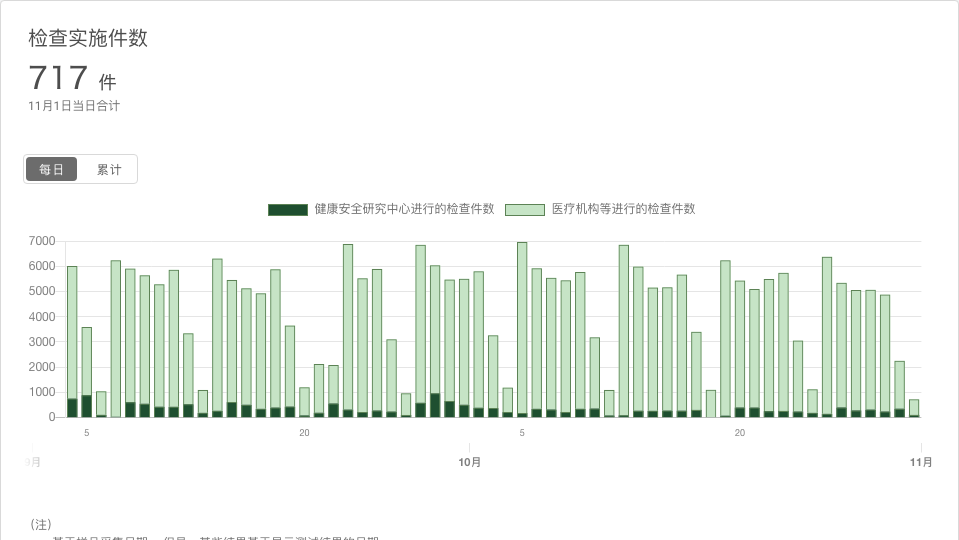 检查实施件数
717 件
11月1日当日合计
每日 累计
健康安全研究中心进行的检查件数 医疗机构等进行的检查件数
7000
6000
5000
4000
3000
2000
1000
0
5 20 5 20
月 10月 11月
(注)